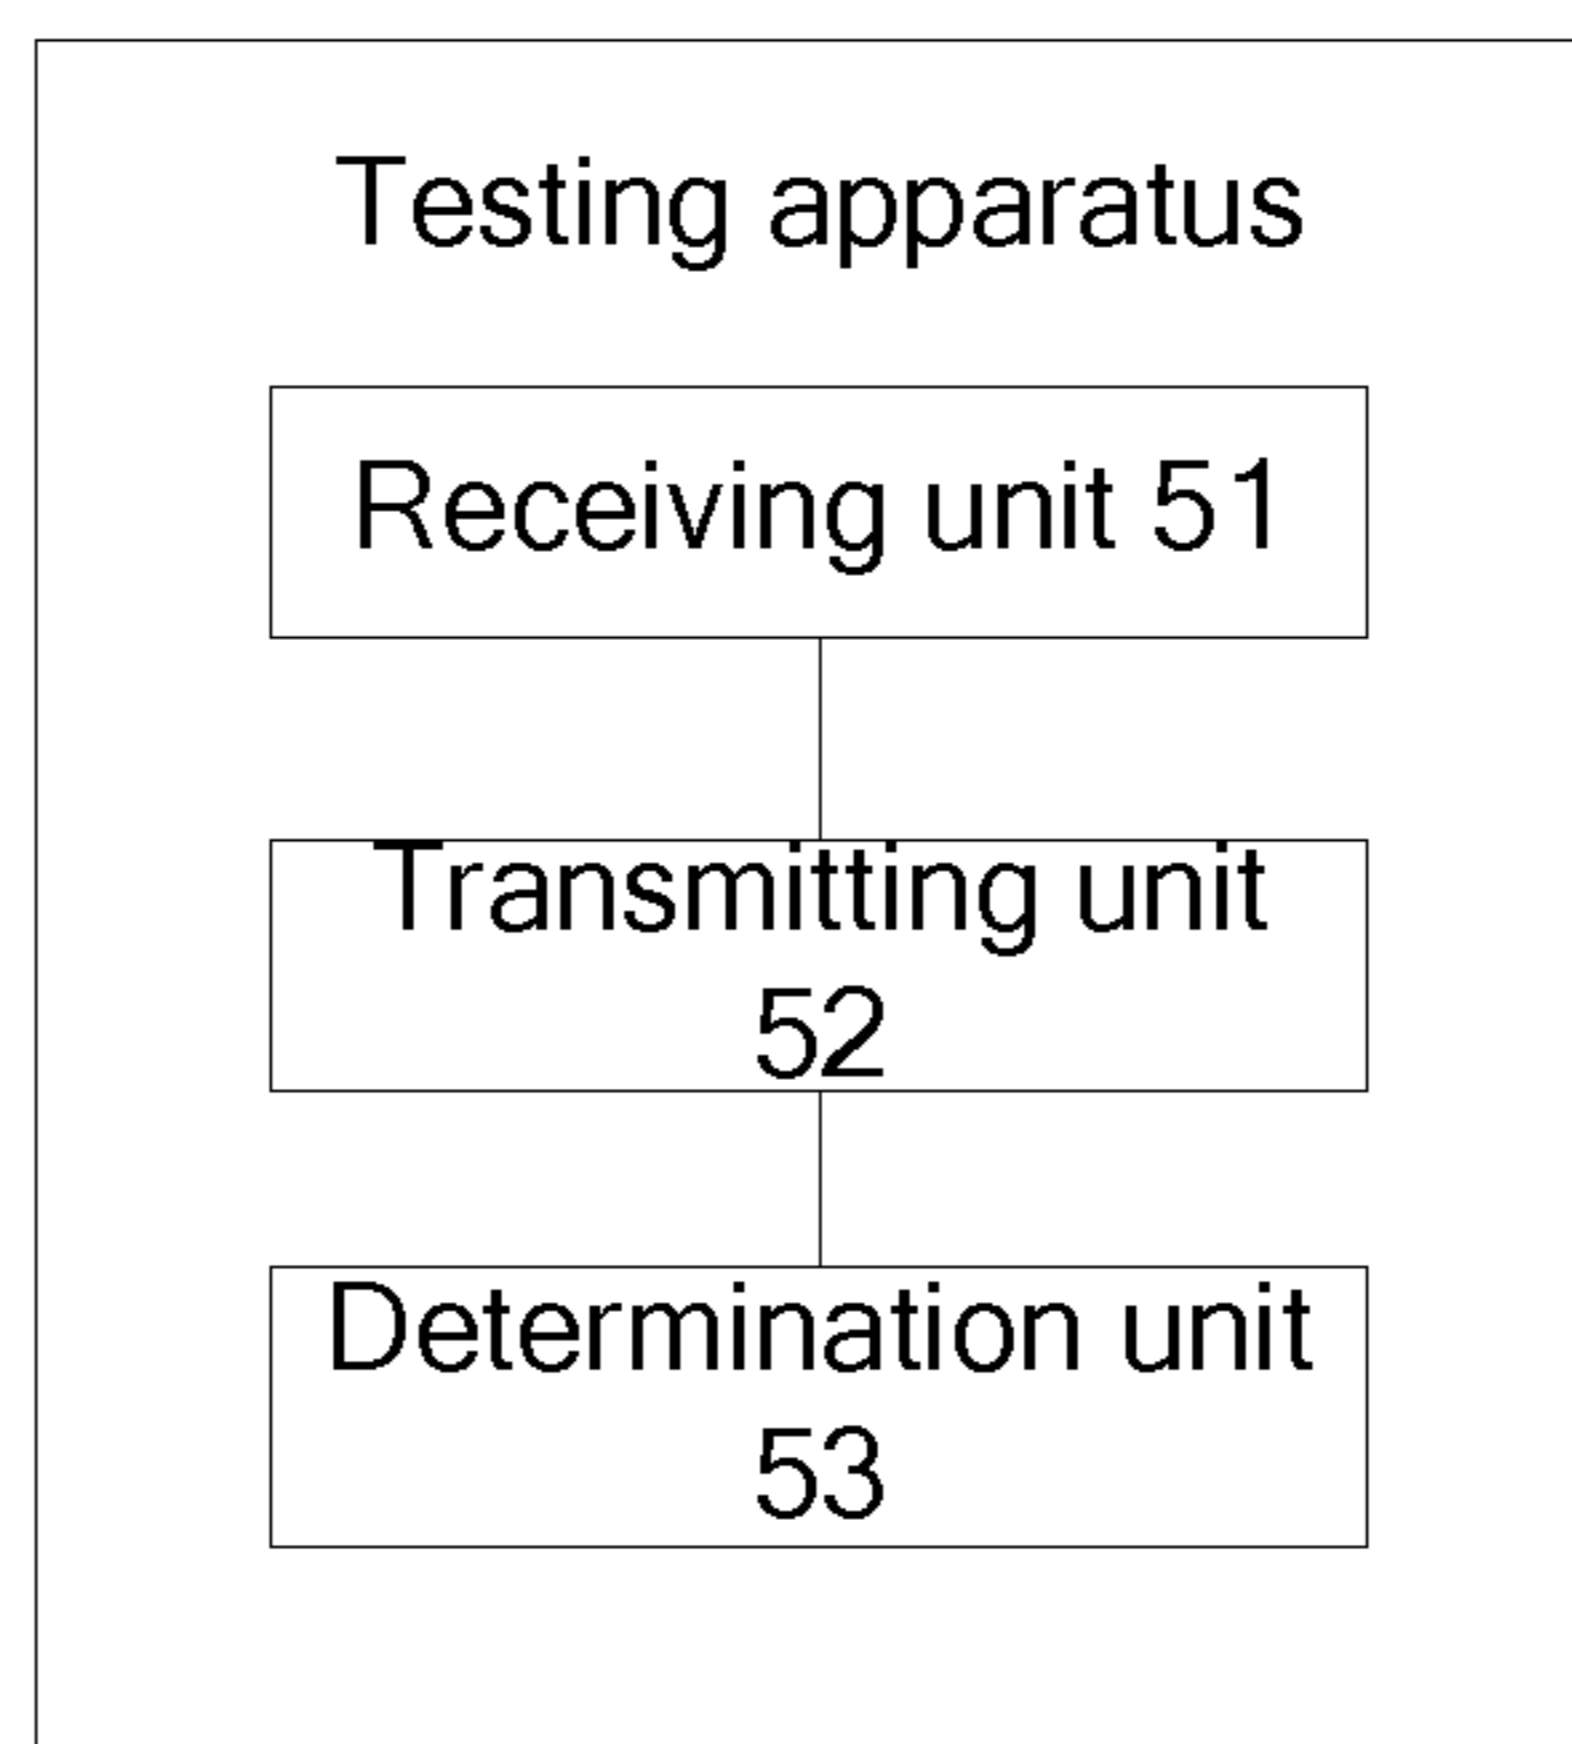 Testing apparatus
Receiving unit 51
Transmitting unit
52
Determination unit
53